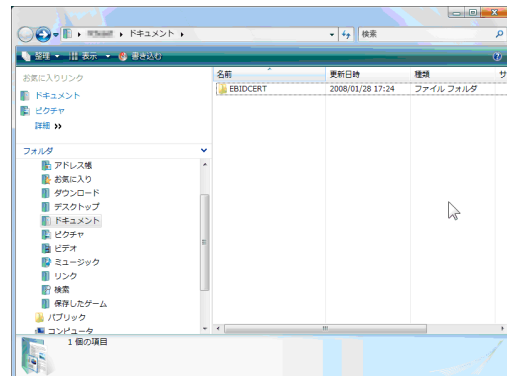 ドキュメント
検索
整理 表示 書き込む
お気に入りリンク
ドキュメント
ピクチャ
詳細 »
フォルダ
アドレス帳
お気に入り
ダウンロード
デスクトップ
ドキュメント
ピクチャ
ビデオ
ミュージック
リンク
検索
保存したゲーム
パブリック
コンピュータ
名前 更新日時 種類 サ
EBIDCERT 2008/01/28 17:24 ファイル フォルダ
1 個の項目